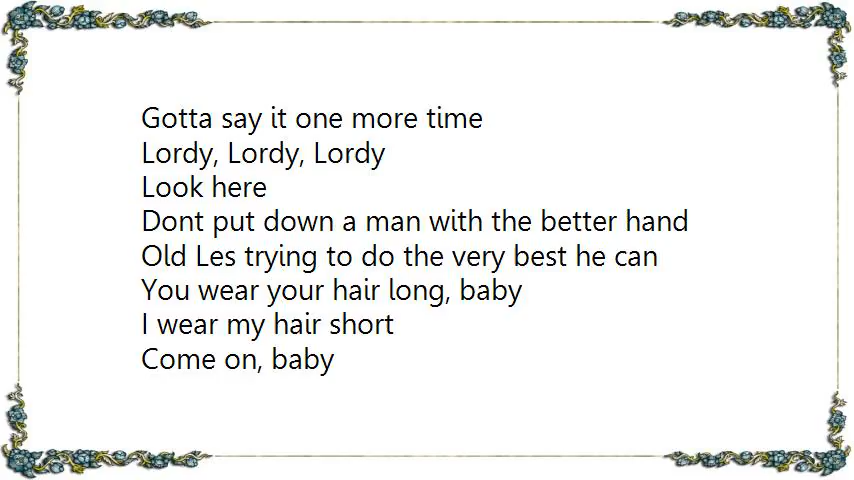 Gotta say it one more time
Lordy, Lordy, Lordy
Look here
Dont put down a man with the better hand
Old Les trying to do the very best he can
You wear your hair long, baby
I wear my hair short
Come on, baby